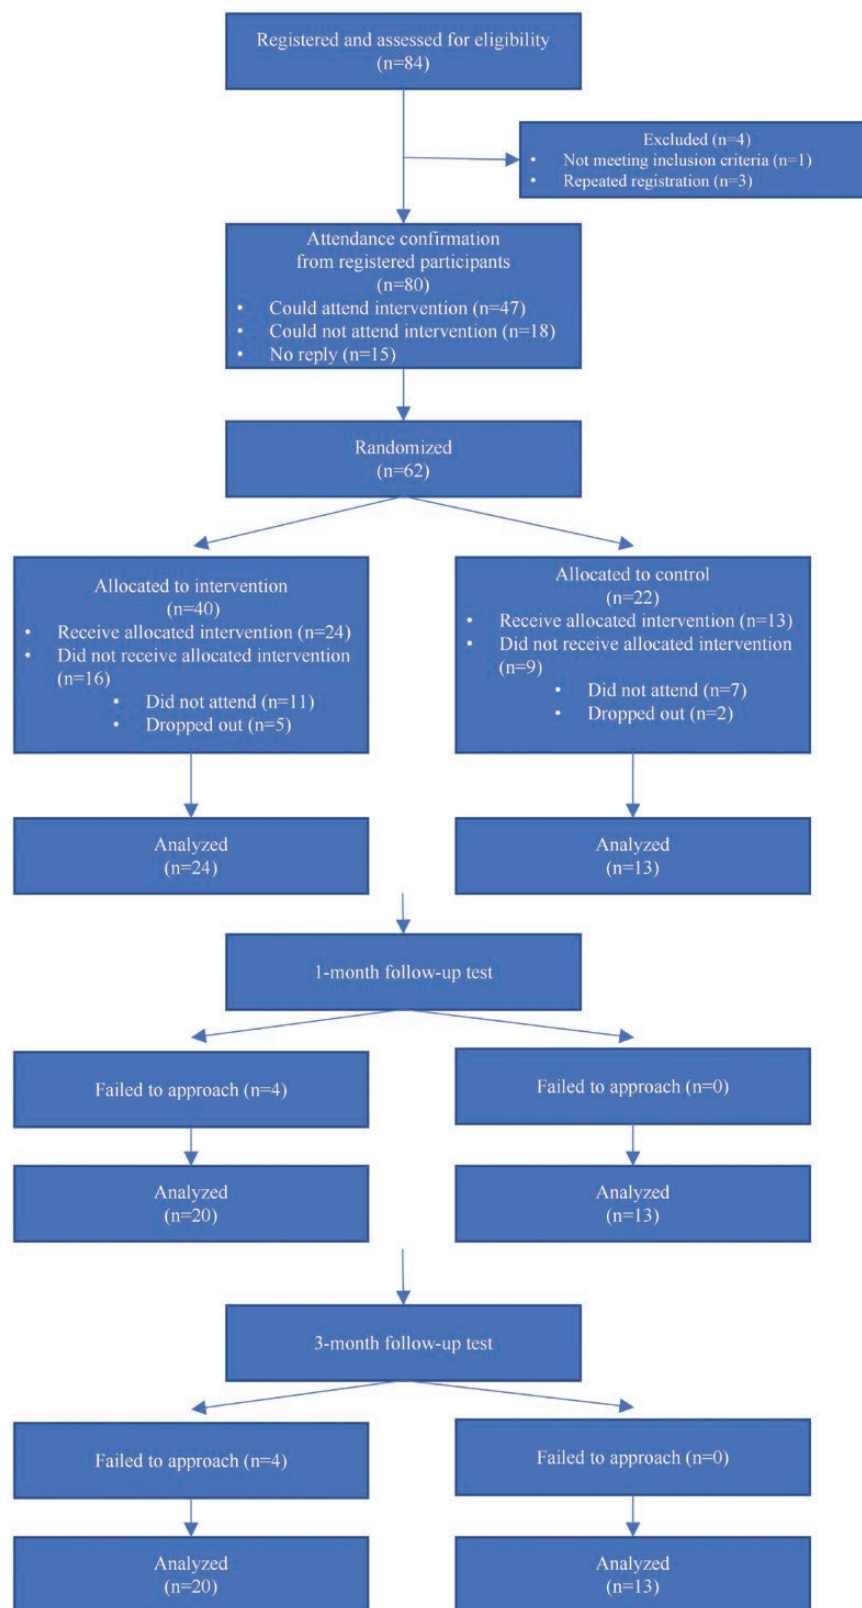 Registered and assessed for eligibility
(n=84)
Excluded (n=4)
• Not meeting inclusion criteria (n=1)
• Repeated registration (n=3)
Attendance confirmation
from registered participants
(n=80)
• Could attend intervention (n=47)
• Could not attend intervention (n=18)
• No reply (n=15)
Randomized
(n=62)
Allocated to intervention
(n=40)
• Receive allocated intervention (n=24)
• Did not receive allocated intervention
(n=16)
• Did not attend (n=11)
• Dropped out (n=5)
Allocated to control
(n=22)
• Receive allocated intervention (n=13)
• Did not receive allocated intervention
(n=9)
• Did not attend (n=7)
• Dropped out (n=2)
Analyzed
(n=24)
Analyzed
(n=13)
1-month follow-up test
Failed to approach (n=4)
Failed to approach (n=0)
Analyzed
(n=20)
Analyzed
(n=13)
3-month follow-up test
Failed to approach (n=4)
Failed to approach (n=0)
Analyzed
(n=20)
Analyzed
(n=13)